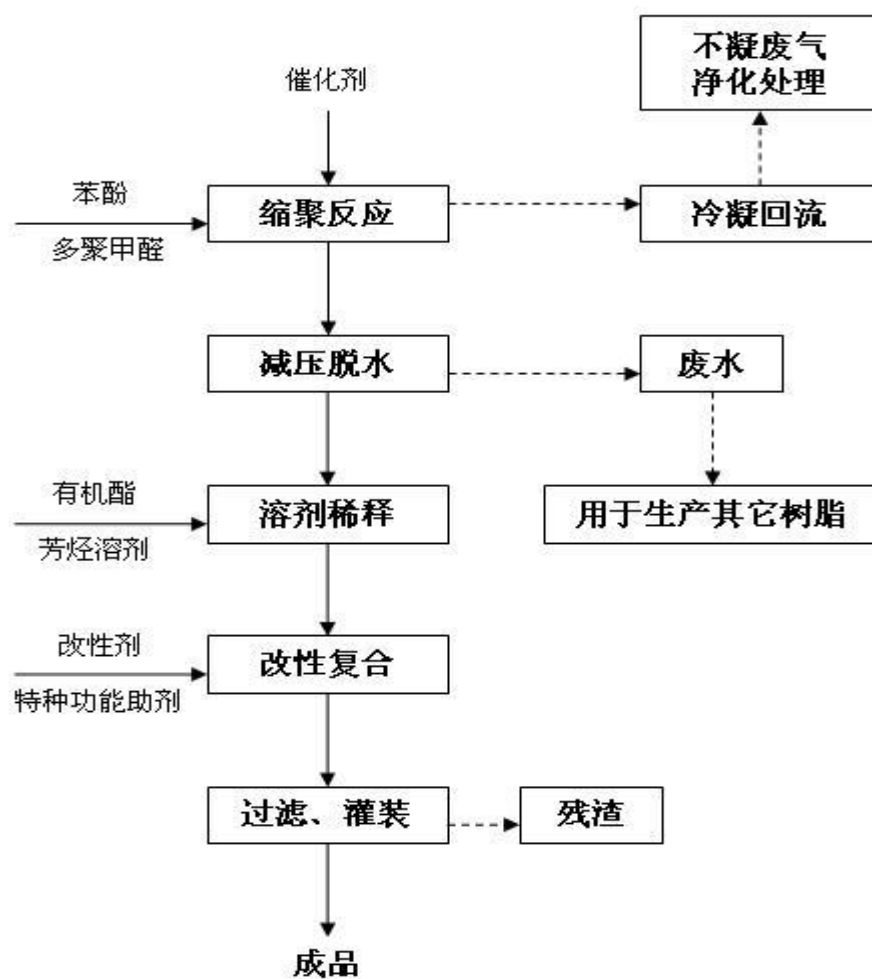 不凝废气
净化处理
催化剂
苯酚
多聚甲醛
缩聚反应
冷凝回流
减压脱水
废水
有机酯
芳烃溶剂
溶剂稀释
用于生产其它树脂
改性剂
特种功能助剂
改性复合
过滤、灌装
残渣
成品